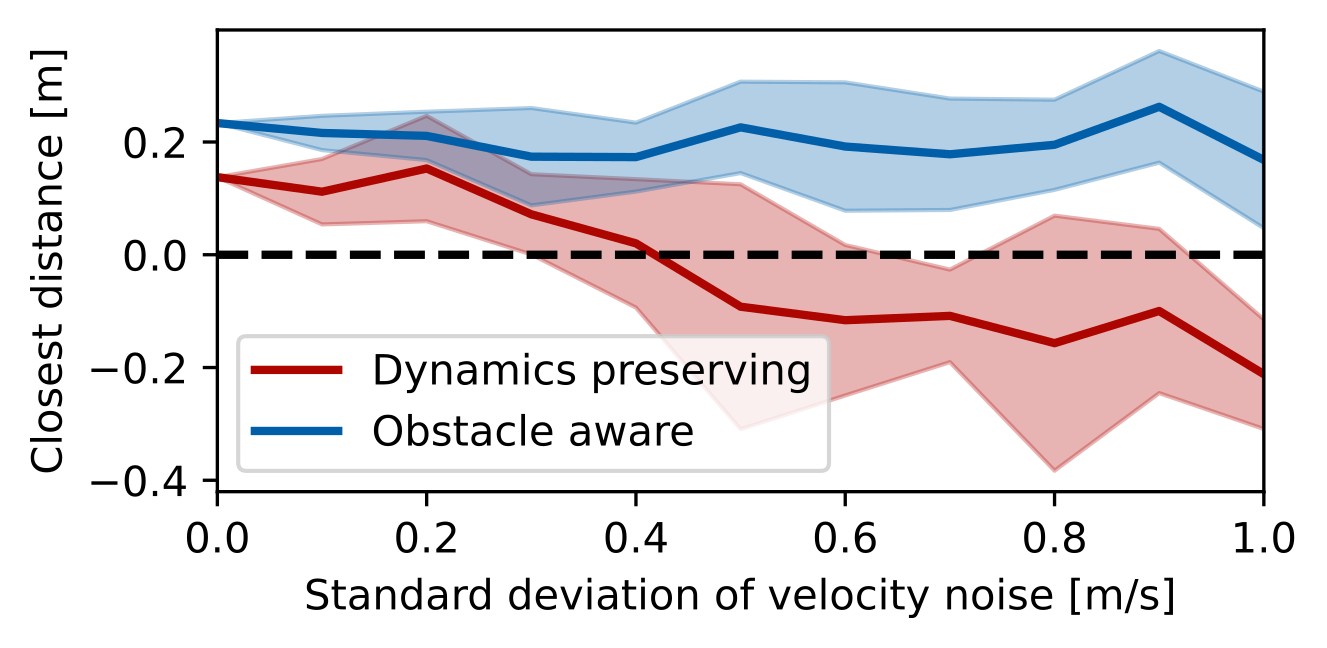 Closest distance [m]
0.2
0.0
−0.2
−0.4
Dynamics preserving
Obstacle aware
0.0 0.2 0.4 0.6 0.8 1.0
Standard deviation of velocity noise [m/s]